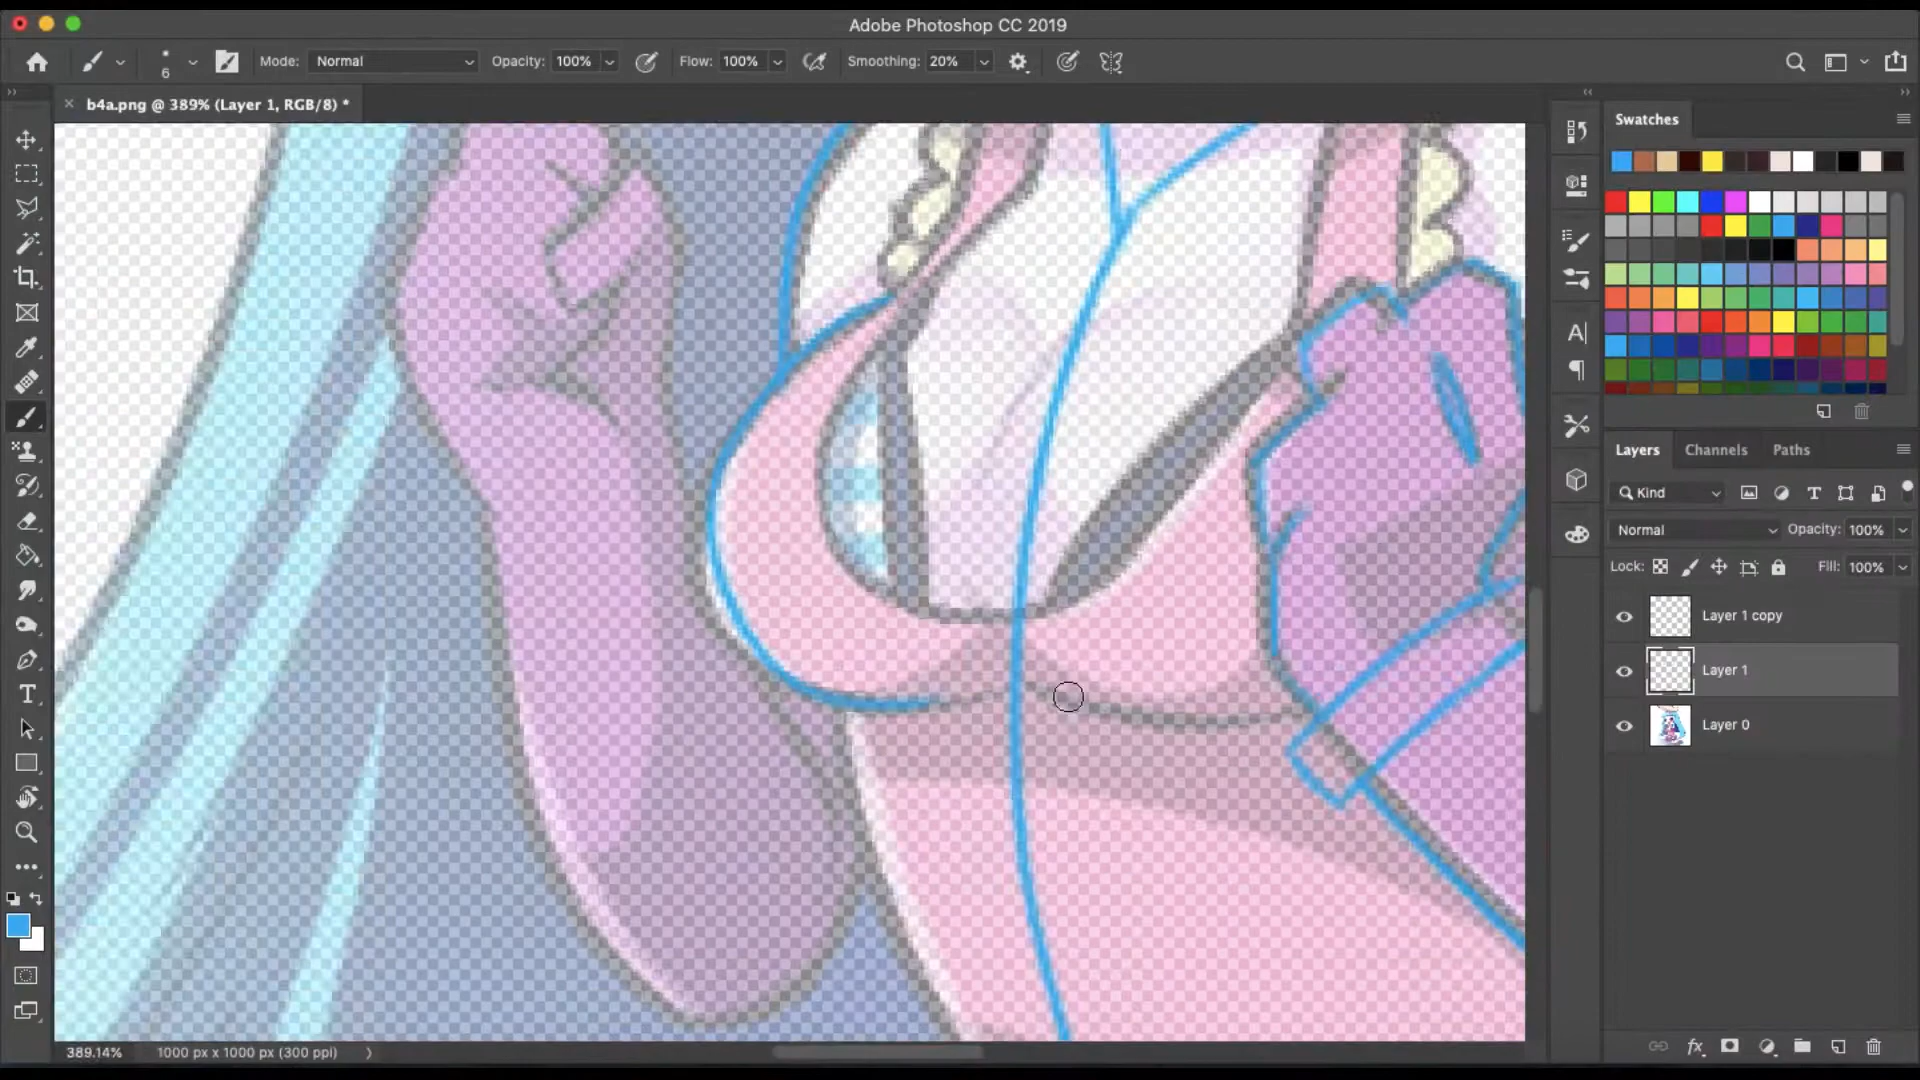 Adobe Photoshop CC 2019
6
Mode: Normal
Opacity: 100%
Flow: 100%
Smoothing: 20%
b4a.png @ 389% (Layer 1, RGB/8) *
Swatches
Layers Channels Paths
Kind
Normal
Opacity: 100%
Lock:
Fill: 100%
Layer 1 copy
Layer 1
Layer 0
389.14%
1000 px x 1000 px (300 ppi)